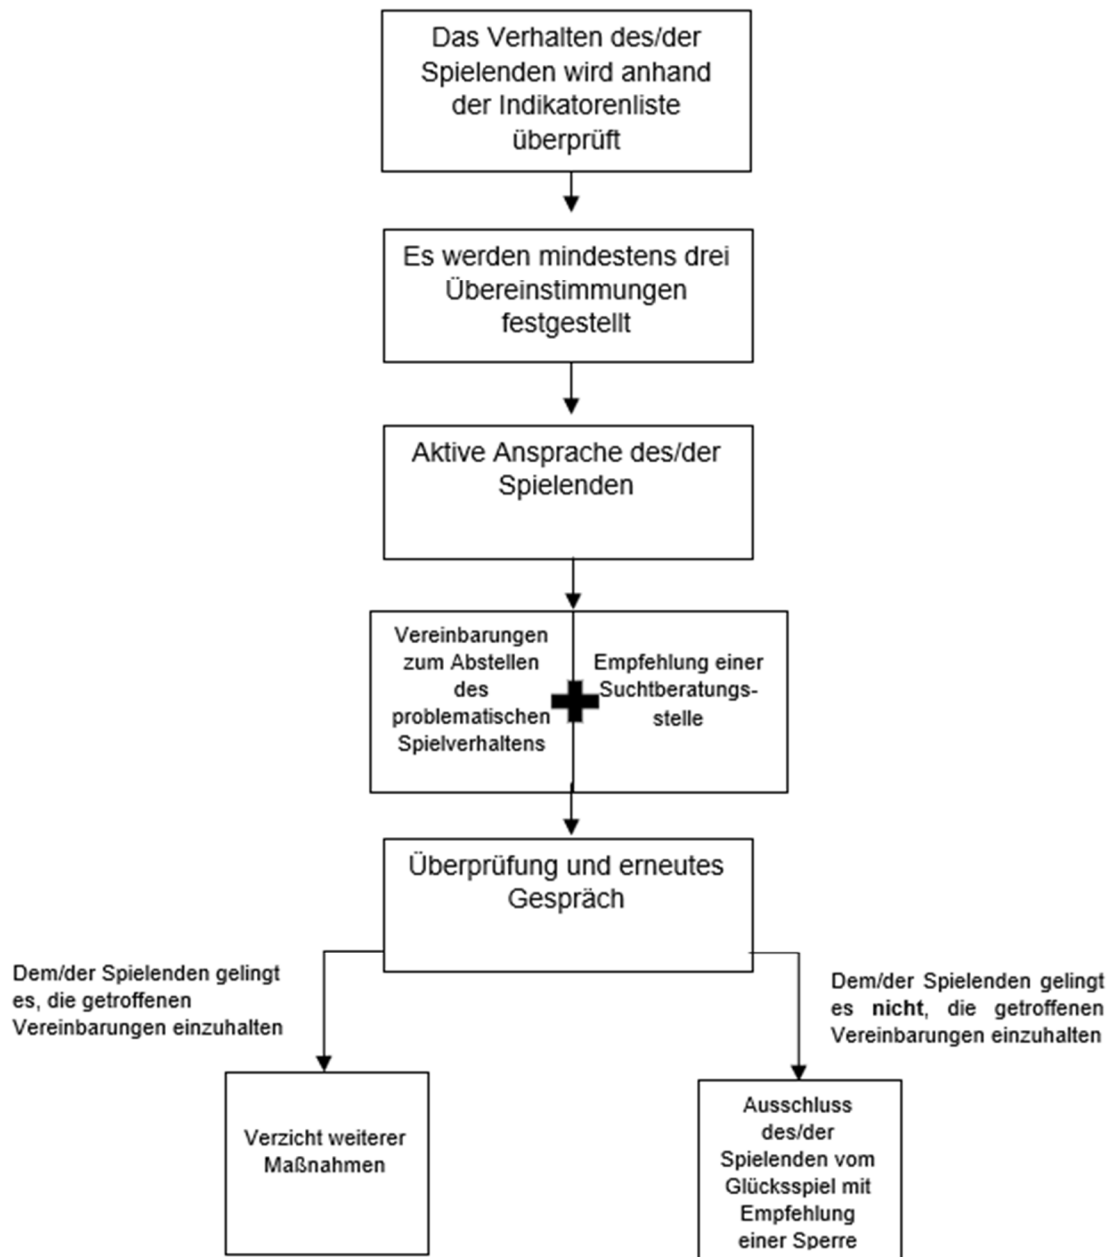 Das Verhalten des/der
Spielenden wird anhand
der Indikatorenliste
überprüft
Es werden mindestens drei
Übereinstimmungen
festgestellt
Aktive Ansprache des/der
Spielenden
Vereinbarungen
zum Abstellen
des
problematischen
Spielverhaltens
Empfehlung einer
Suchtberatungs-
stelle
Überprüfung und erneutes
Gespräch
Dem/der Spielenden gelingt
es, die getroffenen
Vereinbarungen einzuhalten
Dem/der Spielenden gelingt
es nicht, die getroffenen
Vereinbarungen einzuhalten
Verzicht weiterer
Maßnahmen
Ausschluss
des/der
Spielenden vom
Glücksspiel mit
Empfehlung
einer Sperre